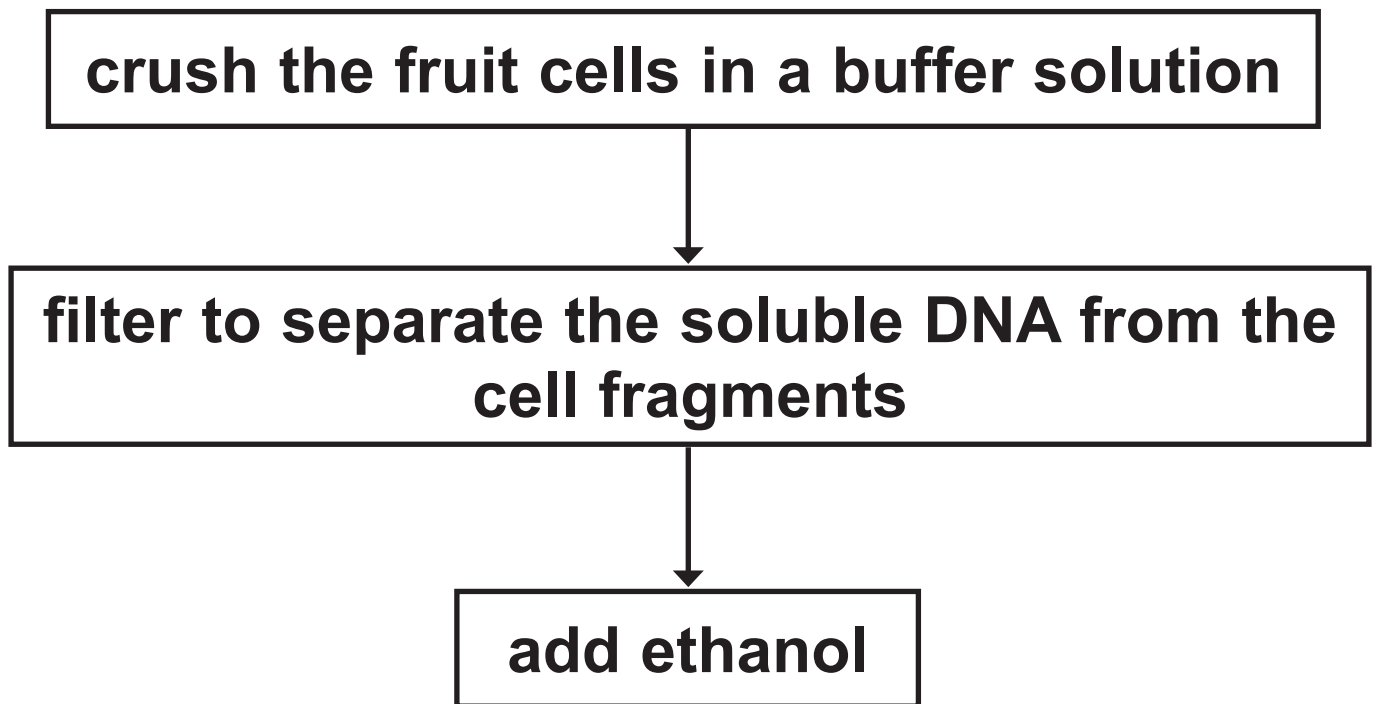 crush the fruit cells in a buffer solution
filter to separate the soluble DNA from the
cell fragments
add ethanol